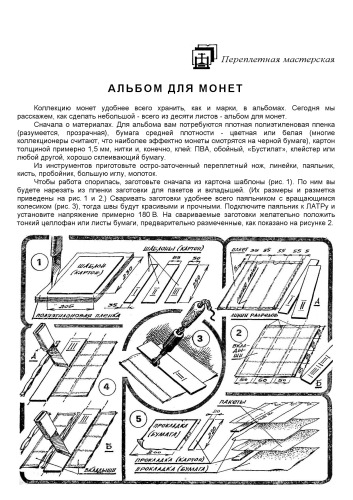 Переплетная мастерская
АЛЬБОМ ДЛЯ МОНЕТ
Коллекцию монет удобнее всего хранить, как и марки, в альбомах. Сегодня мы
расскажем, как сделать небольшой - всего из десяти листов - альбом для монет.
Сначала о материалах. Для альбома вам потребуются плотная полиэтиленовая пленка
(разумеется, прозрачная), бумага средней плотности - цветная или белая (многие
коллекционеры считают, что наиболее эффектно монеты смотрятся на черной бумаге), картон
толщиной примерно 1,5 мм, нитки и, конечно, клей ПВА, обойный, «Бустилат», клейстер или
любой другой, хорошо склеивающий бумагу.
Из инструментов приготовьте остро-заточенный переплетный нож, линейки, паяльник,
кисть, пробойник, большую иглу, молоток.
Чтобы работа спорилась, заготовьте сначала из картона шаблоны (рис. 1). По ним вы
будете нарезать из пленки заготовки для пакетов и вкладышей. (Их размеры и разметка
приведены на рис. 1 и 2.) Сваривать заготовки удобнее всего паяльником с вращающимся
колесиком (рис. 3), тогда швы будут красивыми и прочными. Подключите паяльник к ЛАТРу и
установите напряжение примерно 180 В. На свариваемые заготовки желательно положить
тонкий целлофан или листы бумаги, предварительно размеченные, как показано на рисунке 2.
1
ШАБЛОНЫ (КАРТОН)
ШАБЛОН
(КАРТОН)
35
ПОЛИЭТИЛЕНОВАЯ ПЛЕНКА
А
2
ВКЛА-
ДЫ-
ШИ
Б
3
А
4
Б
ВКЛАДЫШИ
5
ПРОКЛАДКА
(БУМАГА)
ПАКЕТЫ
ПРОКЛАДКА (КАРТОН)
ПРОКЛАДКА (БУМАГА)